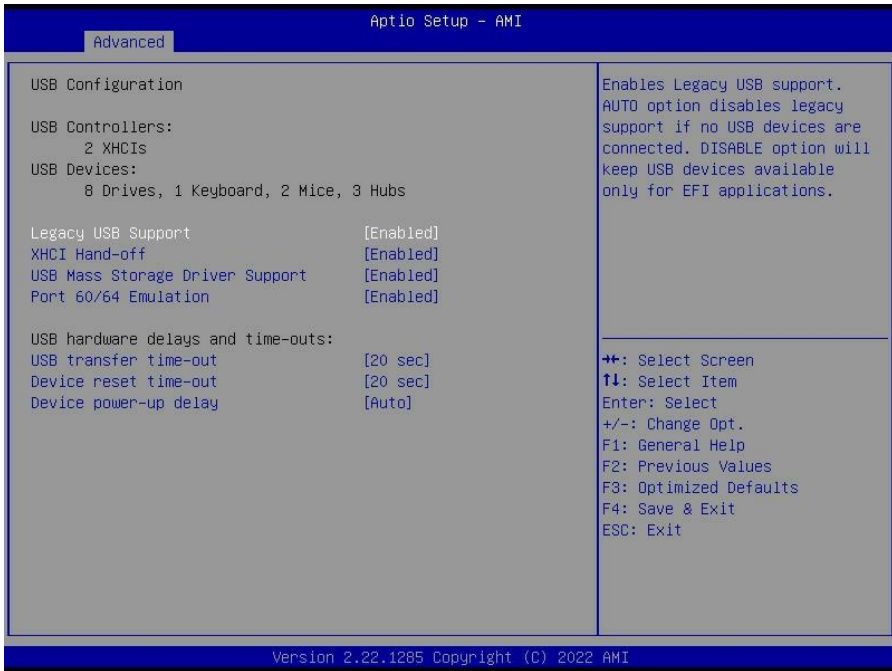 Aptio Setup - AMI
Advanced
USB Configuration
USB Controllers:
2 XHCIs
USB Devices:
8 Drives, 1 Keyboard, 2 Mice, 3 Hubs
Legacy USB Support [Enabled]
XHCI Hand-off [Enabled]
USB Mass Storage Driver Support [Enabled]
Port 60/64 Emulation [Enabled]
USB hardware delays and time-outs:
USB transfer time-out [20 sec]
Device reset time-out [20 sec]
Device power-up delay [Auto]
Enables Legacy USB support.
AUTO option disables legacy
support if no USB devices are
connected. DISABLE option will
keep USB devices available
only for EFI applications.
→←: Select Screen
↑↓: Select Item
Enter: Select
+/-: Change Opt.
F1: General Help
F2: Previous Values
F3: Optimized Defaults
F4: Save & Exit
ESC: Exit
Version 2.22.1285 Copyright (C) 2022 AMI